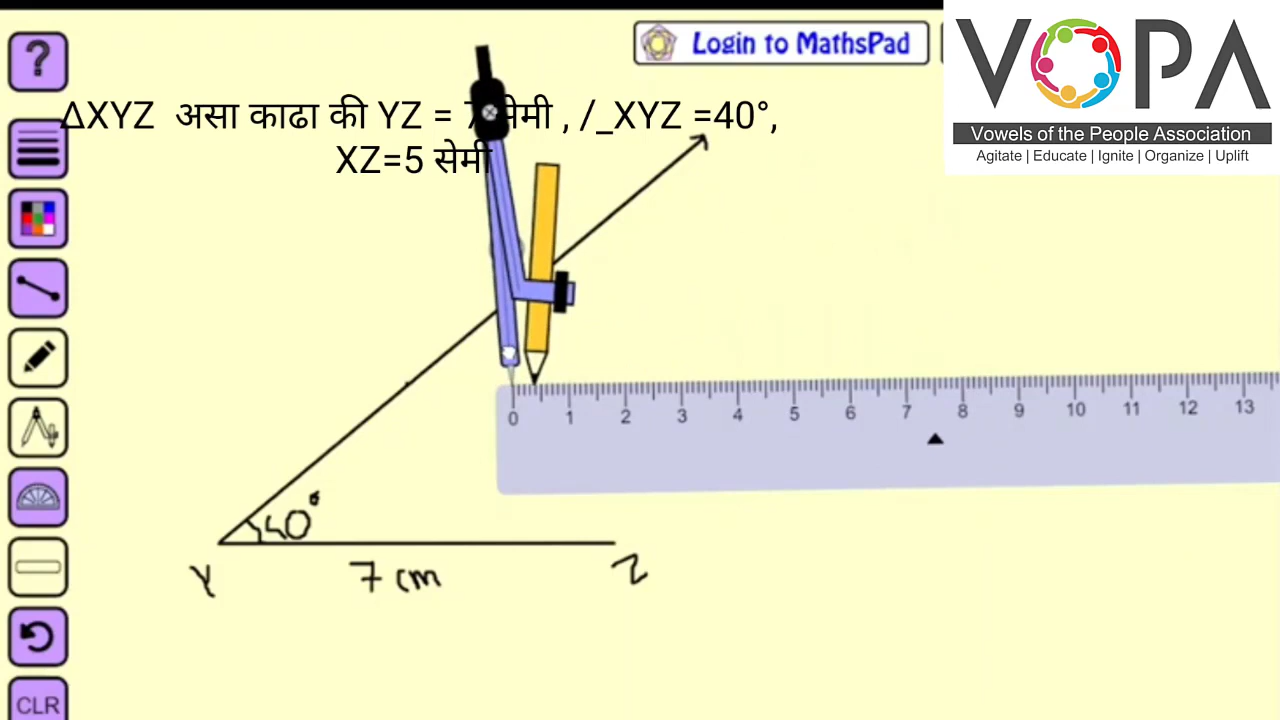 ?
Login to MathsPad
VOPA
Vowels of the People Association
Agitate | Educate | Ignite | Organize | Uplift
ΔXYZ असा काढा की YZ = 7 सेमी , /_XYZ =40°,
XZ=5 सेमी
0 1 2 3 4 5 6 7 8 9 10 11 12 13
40°
Y 7 cm Z
CLR